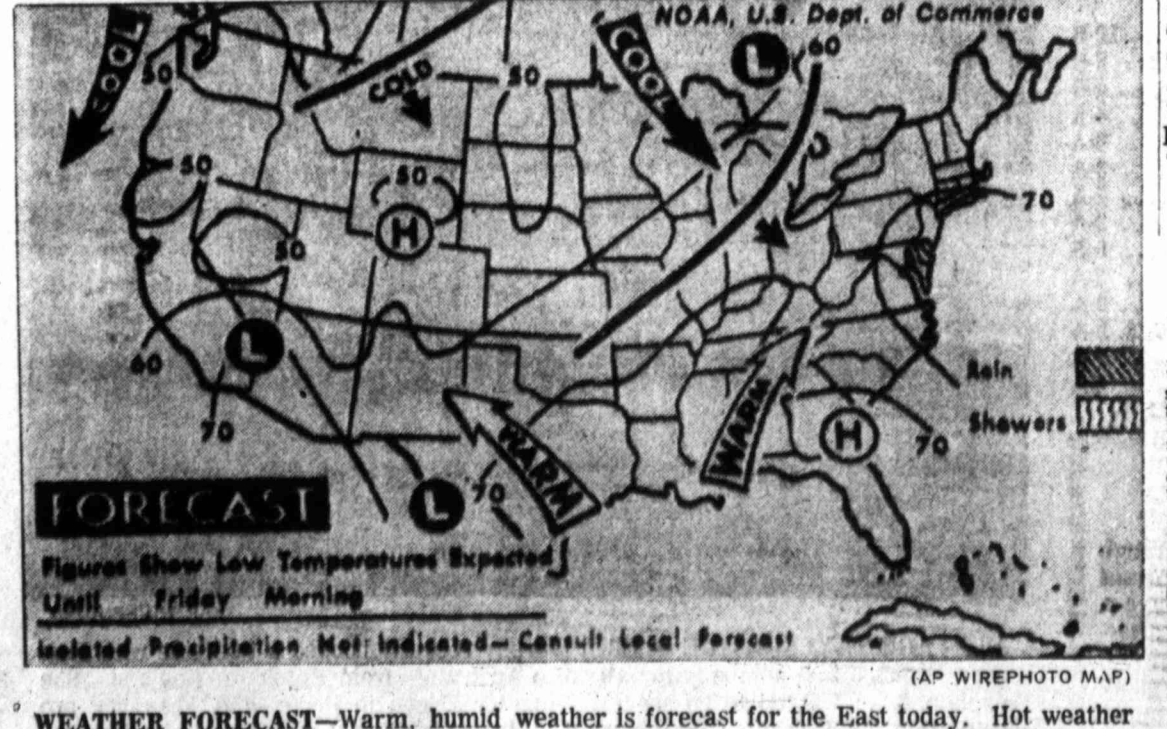 NOAA, U.S. Dept. of Commerce
COOL
COOL
L
60
50
COLD
50
50
50
H
70
50
60
L
70
WARM
WARM
H
70
Rain
Showers
L
70
FORECAST
Figures Show Low Temperatures Expected
Until Friday Morning
Isolated Precipitation Not Indicated—Consult Local Forecast
(AP WIREPHOTO MAP)
WEATHER FORECAST—Warm, humid weather is forecast for the East today. Hot weather